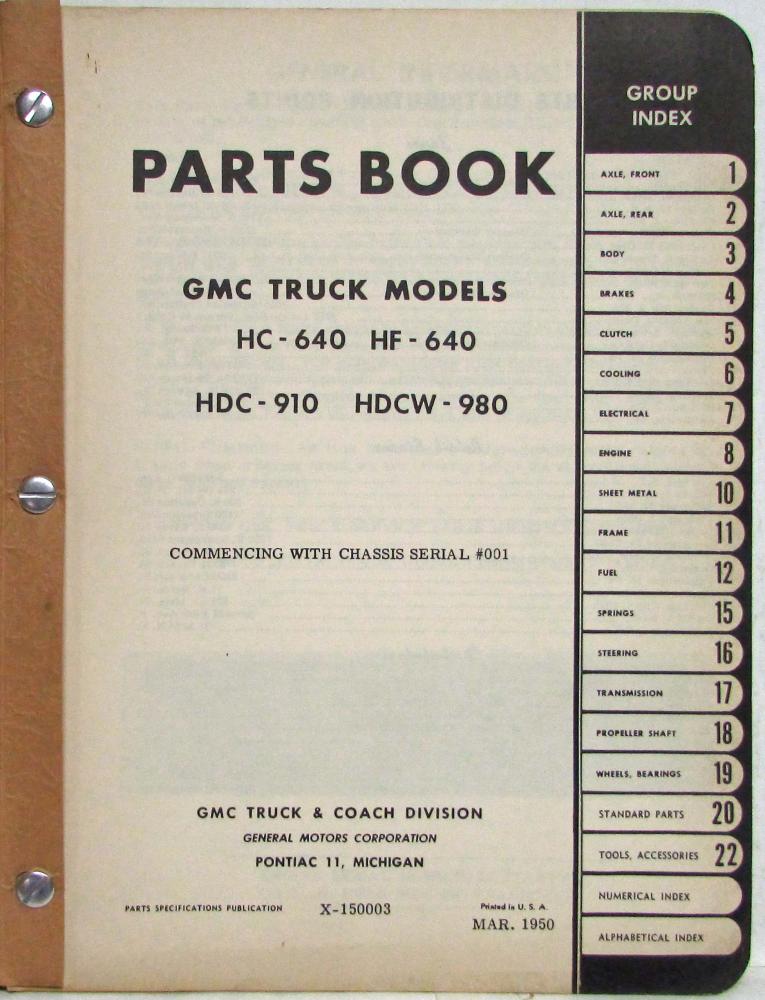 PARTS BOOK
GMC TRUCK MODELS
HC - 640 HF - 640
HDC - 910 HDCW - 980
COMMENCING WITH CHASSIS SERIAL #001
GMC TRUCK & COACH DIVISION
GENERAL MOTORS CORPORATION
PONTIAC 11, MICHIGAN
PARTS SPECIFICATIONS PUBLICATION X-150003 Printed in U. S. A.
MAR. 1950
GROUP
INDEX
AXLE, FRONT 1
AXLE, REAR 2
BODY 3
BRAKES 4
CLUTCH 5
COOLING 6
ELECTRICAL 7
ENGINE 8
SHEET METAL 10
FRAME 11
FUEL 12
SPRINGS 15
STEERING 16
TRANSMISSION 17
PROPELLER SHAFT 18
WHEELS, BEARINGS 19
STANDARD PARTS 20
TOOLS, ACCESSORIES 22
NUMERICAL INDEX
ALPHABETICAL INDEX